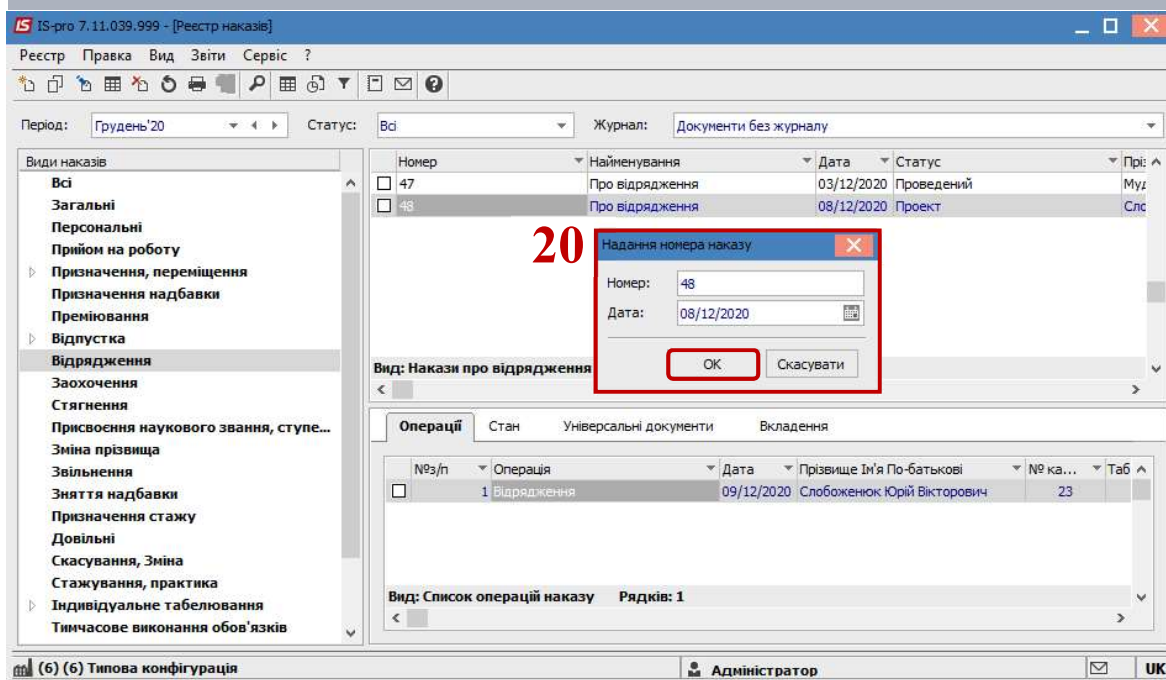 IS-pro 7.11.039.999 - [Реєстр наказів]
Реєстр Правка Вид Звіти Сервіс ?
Період: Грудень'20 Статус: Всі Журнал: Документи без журналу
Види наказів
Всі
Загальні
Персональні
Прийом на роботу
Призначення, переміщення
Призначення надбавки
Преміювання
Відпустка
Відрядження
Заохочення
Стягнення
Присвоєння наукового звання, ступе...
Зміна прізвища
Звільнення
Зняття надбавки
Призначення стажу
Довільні
Скасування, Зміна
Стажування, практика
Індивідуальне табелювання
Тимчасове виконання обов'язків
Номер Найменування Дата Статус Пріз
47 Про відрядження 03/12/2020 Проведений Муд
48 Про відрядження 08/12/2020 Проект Сло
20
Надання номера наказу
Номер: 48
Дата: 08/12/2020
OK Скасувати
Вид: Накази про відрядження
Операції Стан Універсальні документи Вкладення
№з/п Операція Дата Прізвище Ім'я По-батькові № ка... Таб
1 Відрядження 09/12/2020 Слобоженюк Юрій Вікторович 23
Вид: Список операцій наказу Рядків: 1
(6) (6) Типова конфігурація Адміністратор UK